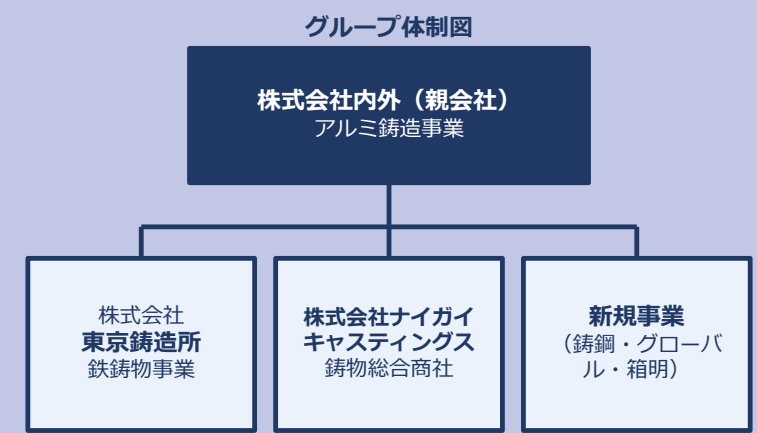 グループ体制図
株式会社内外（親会社）
アルミ鋳造事業
株式会社
東京鋳造所
鉄鋳物事業
株式会社ナイガイ
キャスティングス
鋳物総合商社
新規事業
（鋳鋼・グローバ
ル・箱明）